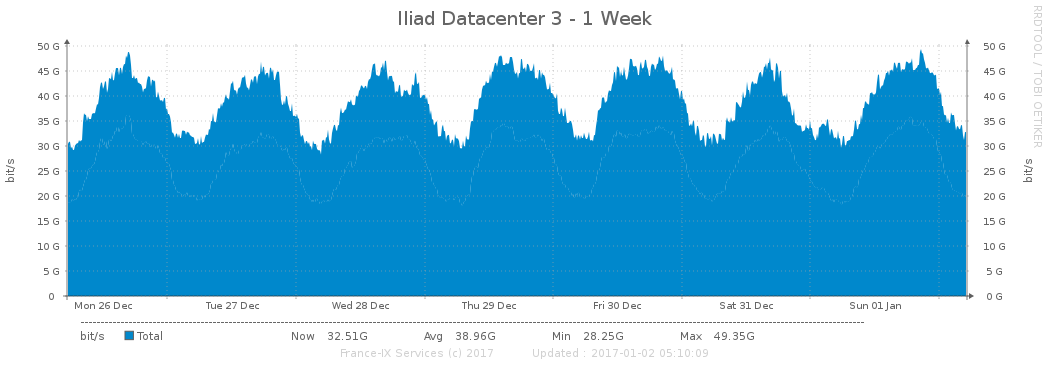 Iliad Datacenter 3 - 1 Week
RRDTOOL / TOBI OETIKER
50 G 50 G
45 G 45 G
40 G 40 G
35 G 35 G
30 G 30 G
25 G 25 G
20 G 20 G
15 G 15 G
10 G 10 G
5 G 5 G
0 0 G
bit/s bit/s
Mon 26 Dec Tue 27 Dec Wed 28 Dec Thu 29 Dec Fri 30 Dec Sat 31 Dec Sun 01 Jan
bit/s Total Now 32.51G Avg 38.96G Min 28.25G Max 49.35G
France-IX Services (c) 2017 Updated : 2017-01-02 05:10:09